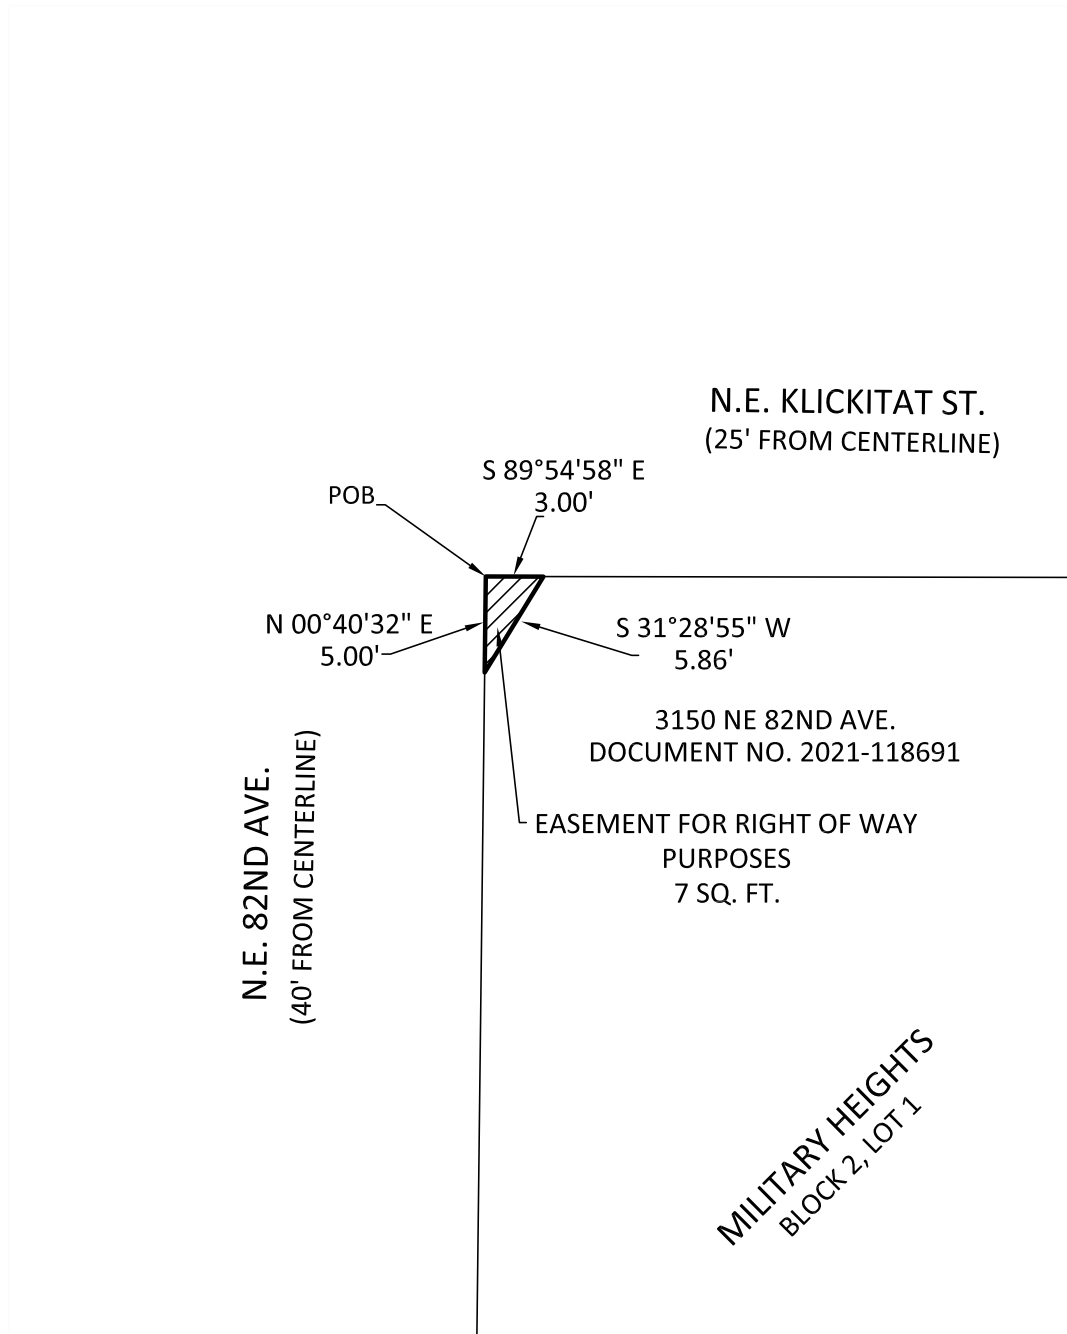 N.E. KLICKITAT ST.
(25' FROM CENTERLINE)
S 89°54'58" E
3.00'
POB
N 00°40'32" E
5.00'
S 31°28'55" W
5.86'
3150 NE 82ND AVE.
DOCUMENT NO. 2021-118691
EASEMENT FOR RIGHT OF WAY
PURPOSES
7 SQ. FT.
N.E. 82ND AVE.
(40' FROM CENTERLINE)
MILITARY HEIGHTS
BLOCK 2, LOT 1